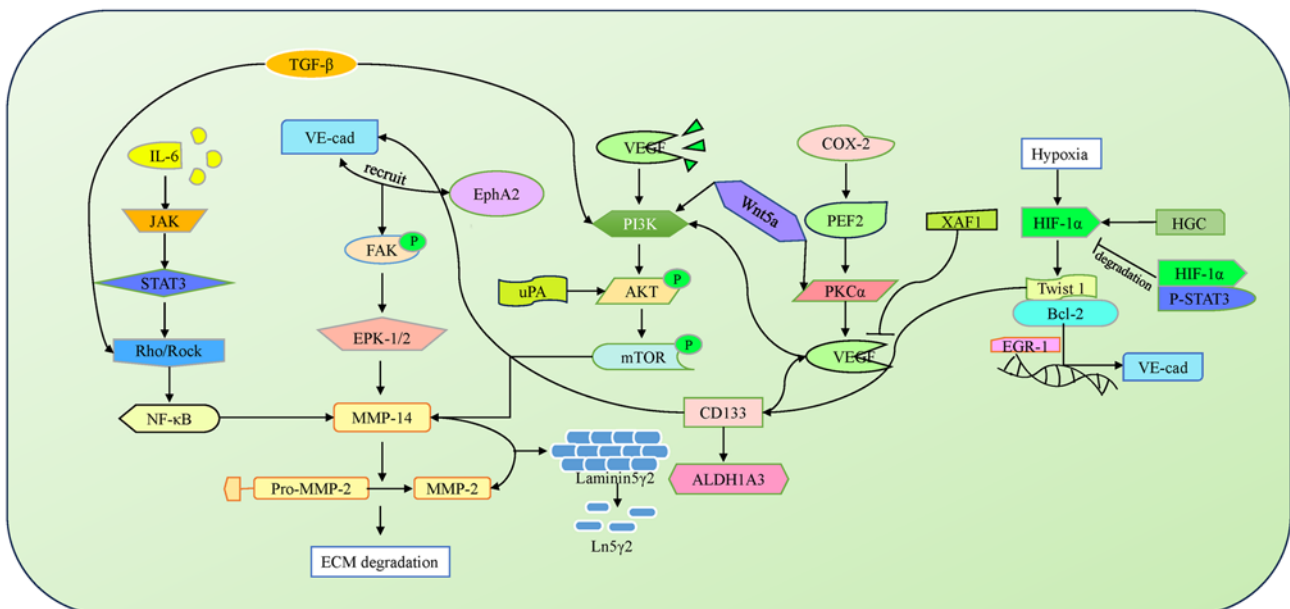 TGF-β
VE-cad
recruit
EphA2
IL-6
JAK
STAT3
Rho/Rock
NF-κB
FAK
P
EPK-1/2
MMP-14
Pro-MMP-2
MMP-2
ECM degradation
VEGF
PI3K
uPA
AKT
P
mTOR
P
Laminin5γ2
Ln5γ2
Wnt5a
COX-2
PEF2
PKCα
VEGF
XAF1
CD133
ALDH1A3
Hypoxia
HIF-1α
HGC
degradation
HIF-1α
P-STAT3
Twist 1
Bcl-2
EGR-1
VE-cad